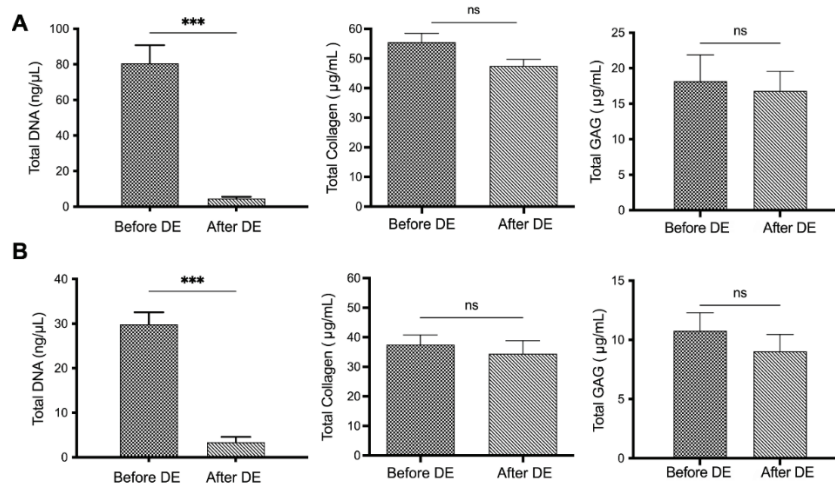 A
Total DNA (ng/µL)
100
80
60
40
20
0
***
Before DE
After DE
Total Collagen ( µg/mL)
60
50
40
30
20
10
0
ns
Before DE
After DE
Total GAG ( µg/mL)
25
20
15
10
5
0
ns
Before DE
After DE
B
Total DNA (ng/µL)
40
30
20
10
0
***
Before DE
After DE
Total Collagen ( µg/mL)
60
50
40
30
20
10
0
ns
Before DE
After DE
Total GAG ( µg/mL)
15
10
5
0
ns
Before DE
After DE